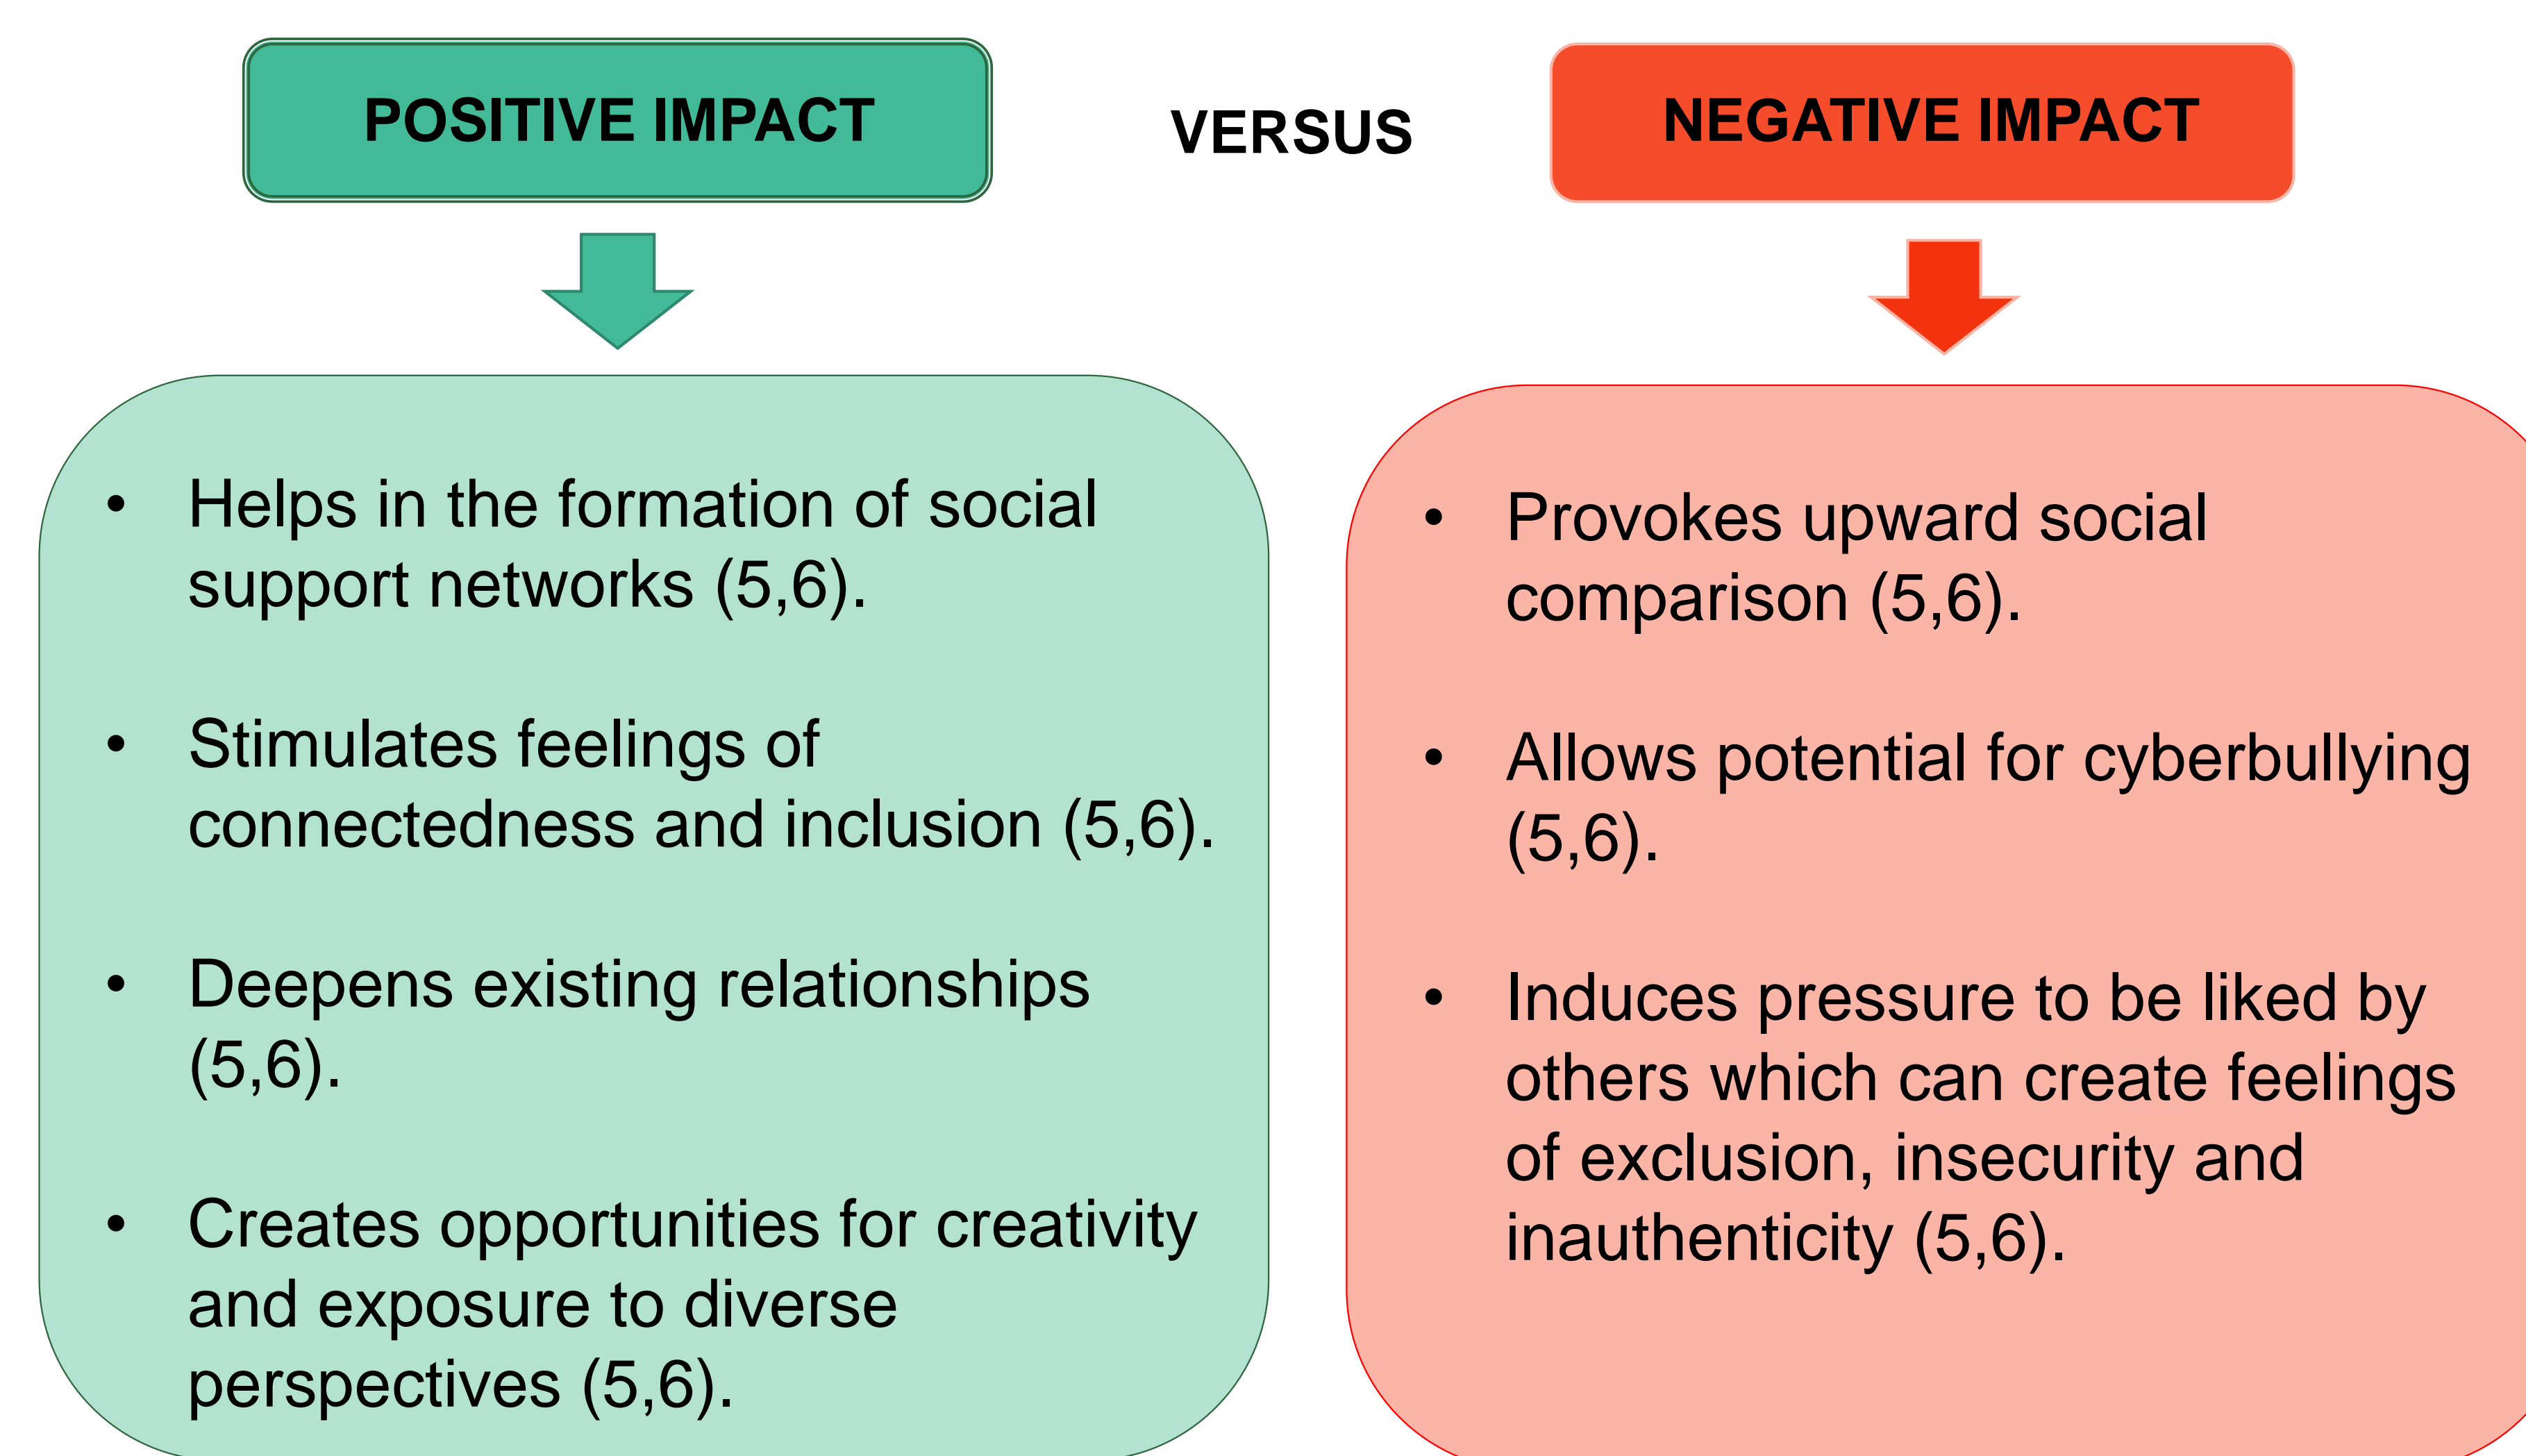 POSITIVE IMPACT
VERSUS
NEGATIVE IMPACT
• Helps in the formation of social
support networks (5,6).
• Stimulates feelings of
connectedness and inclusion (5,6).
• Deepens existing relationships
(5,6).
• Creates opportunities for creativity
and exposure to diverse
perspectives (5,6).
• Provokes upward social
comparison (5,6).
• Allows potential for cyberbullying
(5,6).
• Induces pressure to be liked by
others which can create feelings
of exclusion, insecurity and
inauthenticity (5,6).